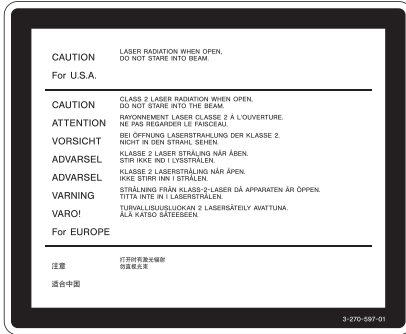 CAUTION
LASER RADIATION WHEN OPEN,
DO NOT STARE INTO BEAM.
For U.S.A.
CAUTION
CLASS 2 LASER RADIATION WHEN OPEN,
DO NOT STARE INTO THE BEAM.
ATTENTION
RAYONNEMENT LASER CLASSE 2 Á L'OUVERTURE.
NE PAS REGARDER LE FAISCEAU.
VORSICHT
BEI ÖFFNUNG LASERSTRAHLUNG DER KLASSE 2.
NICHT IN DEN STRAHL SEHEN.
ADVARSEL
KLASSE 2 LASER STRÅLING NÅR ÅBEN.
STIR IKKE IND I LYSSTRÅLEN.
ADVARSEL
KLASSE 2 LASERSTRÅLING NÅR ÅPEN.
IKKE STIRR INN I STRÅLEN.
VARNING
STRÅLNING FRÅN KLASS-2-LASER DÅ APPARATEN ÄR ÖPPEN.
TITTA INTE IN I LASERSTRÅLEN.
VARO!
TURVALLISUUSLUOKAN 2 LASERSÄTEILY AVATTUNA.
ÄLÄ KATSO SÄTEESEEN.
For EUROPE
注意
打开时有激光辐射
勿直视光束
适合中国
3-270-597-01